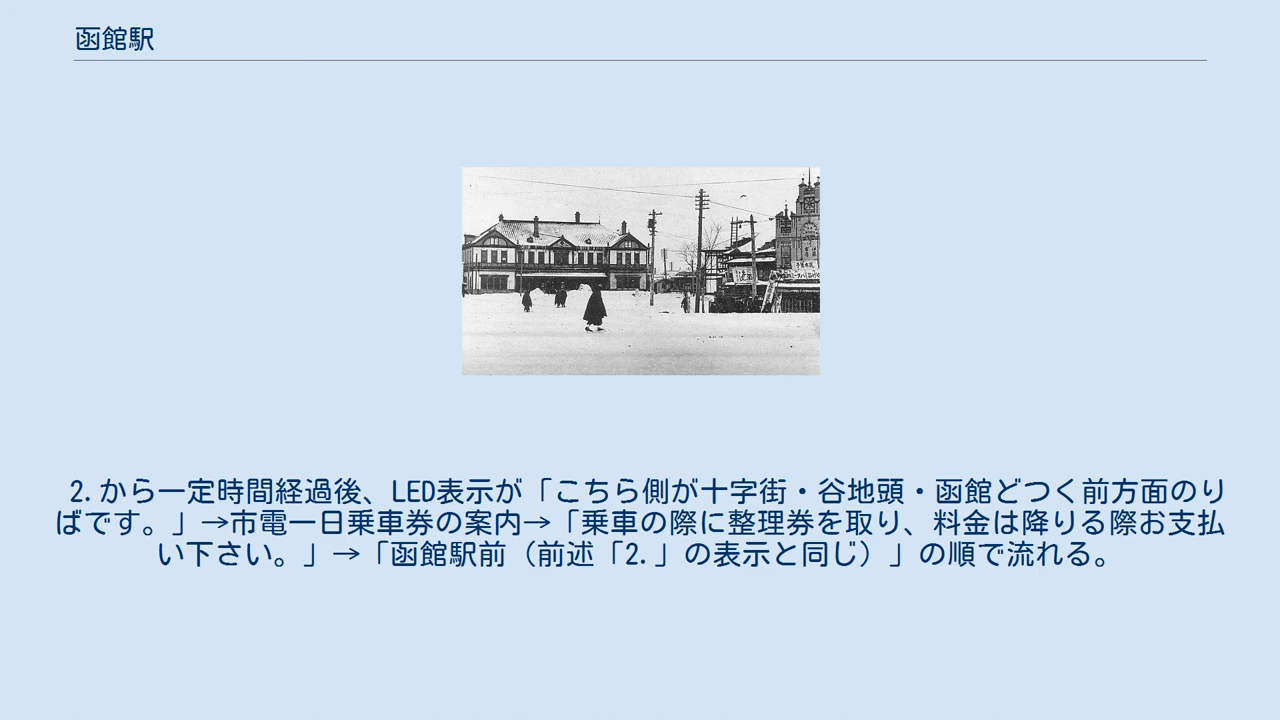 函館駅
2.から一定時間経過後、LED表示が「こちら側が十字街・谷地頭・函館どつく前方面のり
ばです。」→市電一日乗車券の案内→「乗車の際に整理券を取り、料金は降りる際お支払
い下さい。」→「函館駅前（前述「2.」の表示と同じ）」の順で流れる。